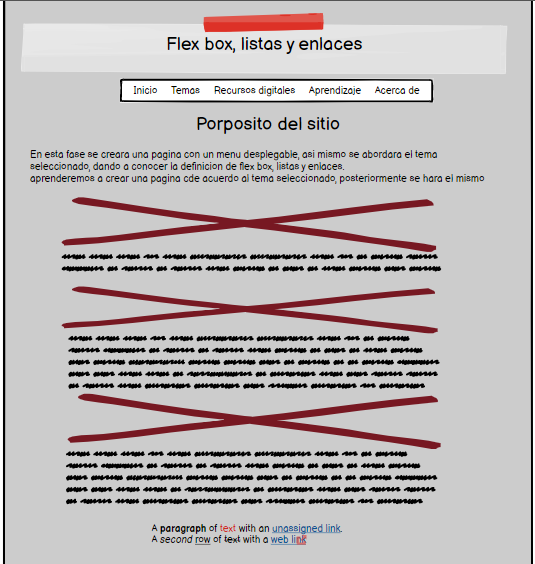 Flex box, listas y enlaces
Inicio Temas Recursos digitales Aprendizaje Acerca de
Porposito del sitio
En esta fase se creara una pagina con un menu desplegable, asi mismo se abordara el tema
seleccionado, dando a conocer la definicion de flex box, listas y enlaces.
aprenderemos a crear una pagina cde acuerdo al tema seleccionado, posteriormente se hara el mismo
A paragraph of text with an unassigned link.
A second row of text with a web link